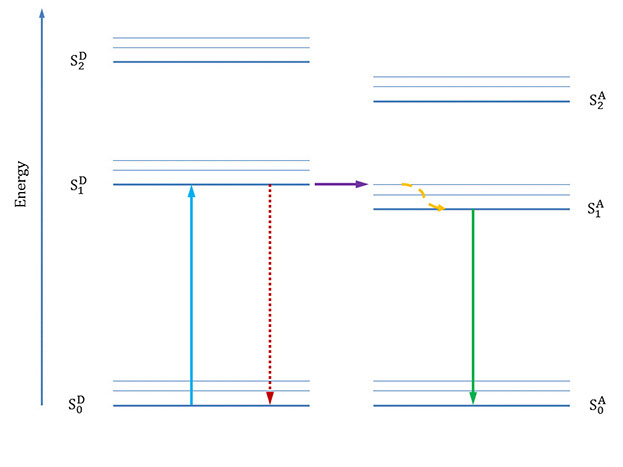 S₂ᴰ
S₂ᴬ
Energy
S₁ᴰ
S₁ᴬ
S₀ᴰ
S₀ᴬ